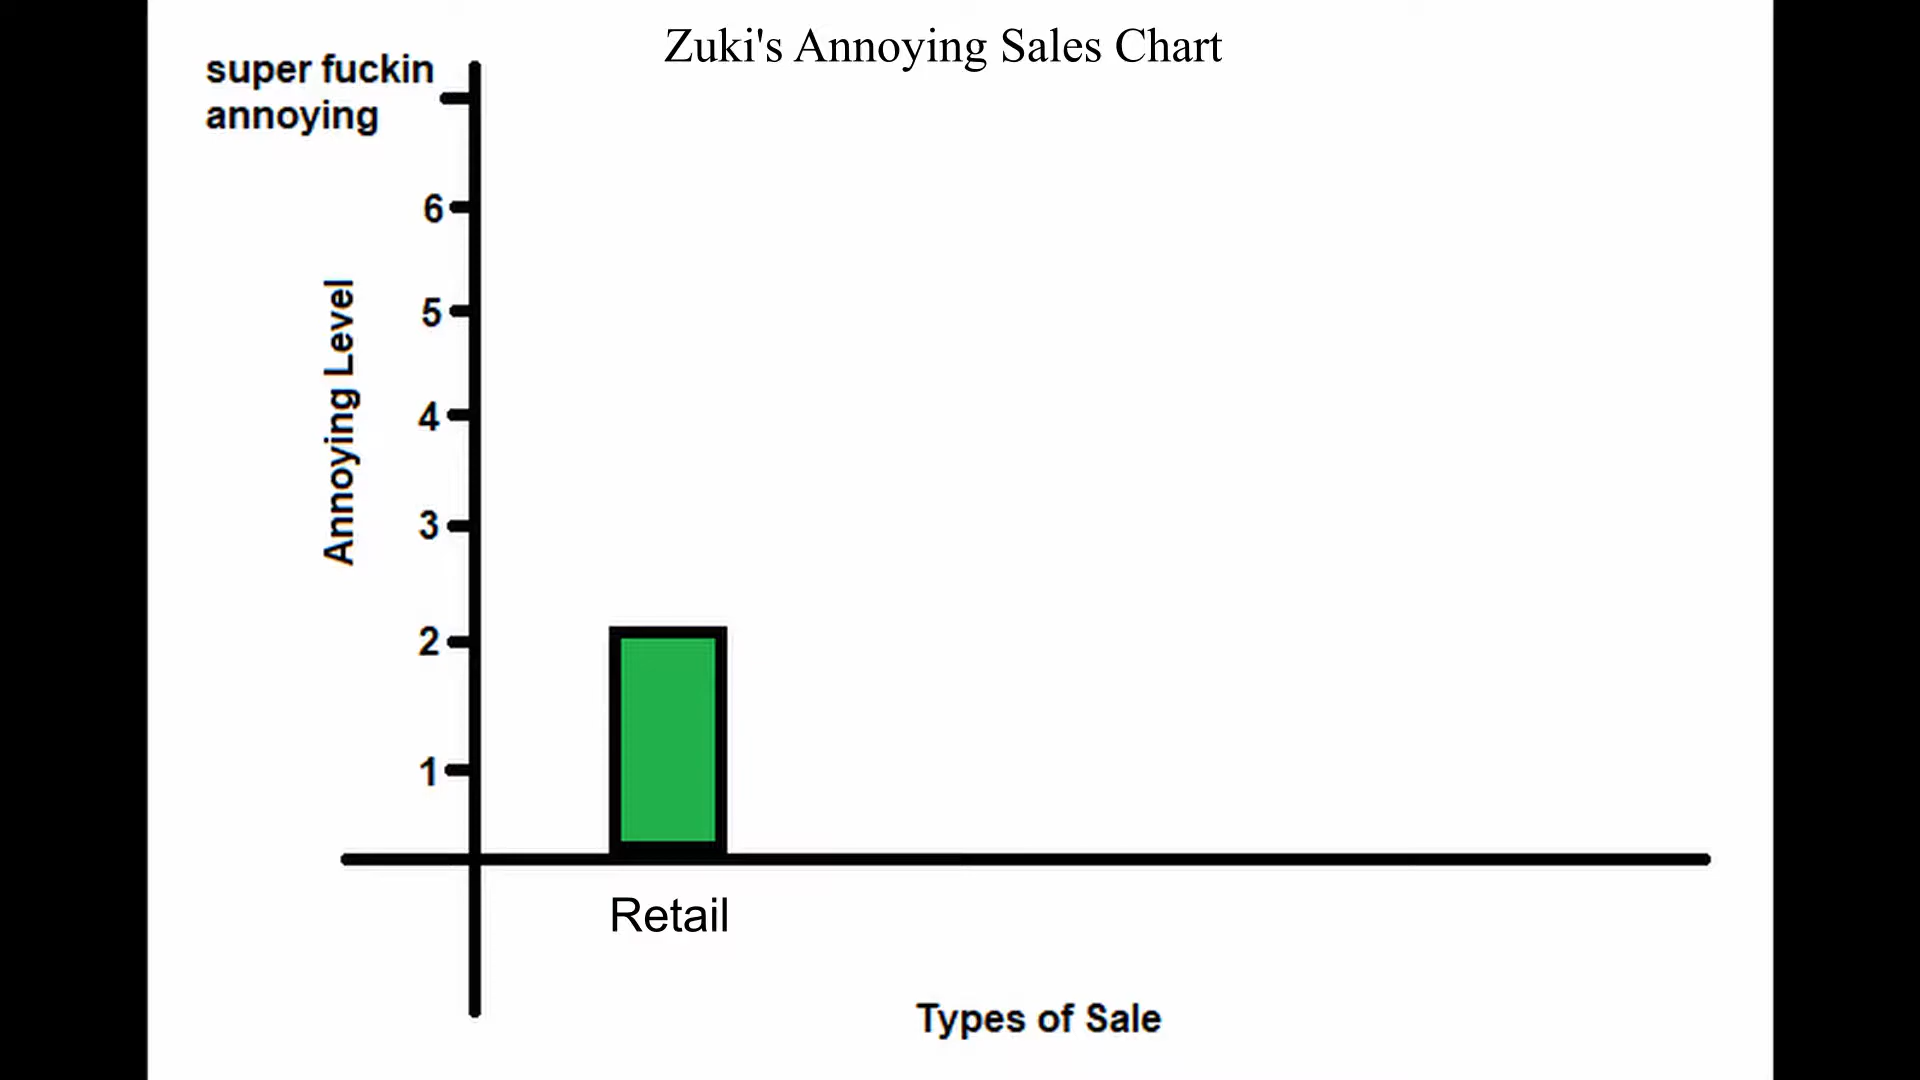 Zuki's Annoying Sales Chart
super fuckin
annoying
6
5
4
3
2
1
Annoying Level
Retail
Types of Sale